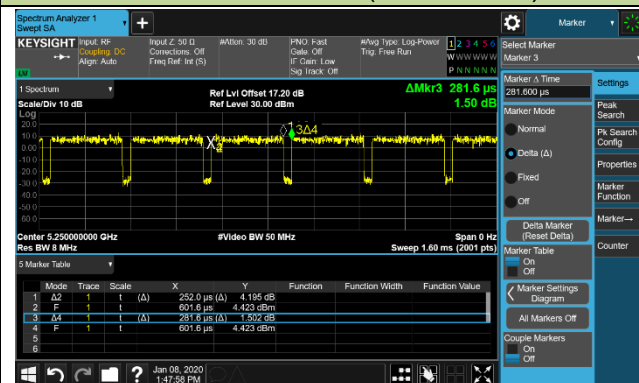 Spectrum Analyzer 1
Swept SA
+
Marker
KEYSIGHT
Input: RF
Coupling: DC
Align: Auto
Input Z: 50 Ω
Corrections: Off
Freq Ref: Int (S)
#Atten: 30 dB
PNO: Fast
Gate: Off
IF Gain: Low
Sig Track: Off
#Avg Type: Log-Power
Trig: Free Run
1 2 3 4 5 6
W W W W W W
P N N N N N
LXI
1 Spectrum
Scale/Div 10 dB
Ref Lvl Offset 17.20 dB
Ref Level 30.00 dBm
ΔMkr3 281.6 µs
1.50 dB
Log
20.0
10.0
0.00
-10.0
-20.0
-30.0
-40.0
-50.0
-60.0
3Δ4
Center 5.250000000 GHz
Res BW 8 MHz
#Video BW 50 MHz
Span 0 Hz
Sweep 1.60 ms (2001 pts)
5 Marker Table
Mode Trace Scale X Y Function Function Width Function Value
1 Δ2 1 t (Δ) 252.0 µs (Δ) 4.195 dB
2 F 1 t 601.6 µs 4.423 dBm
3 Δ4 1 t (Δ) 281.6 µs (Δ) 1.502 dB
4 F 1 t 601.6 µs 4.423 dBm
5
6
Jan 08, 2020
1:47:58 PM
Select Marker
Marker 3
Marker Δ Time
281.600 µs
Marker Mode
Normal
Delta (Δ)
Fixed
Off
Delta Marker
(Reset Delta)
Marker Table
On
Off
Marker Settings
Diagram
All Markers Off
Couple Markers
On
Off
Settings
Peak
Search
Pk Search
Config
Properties
Marker
Function
Marker→
Counter